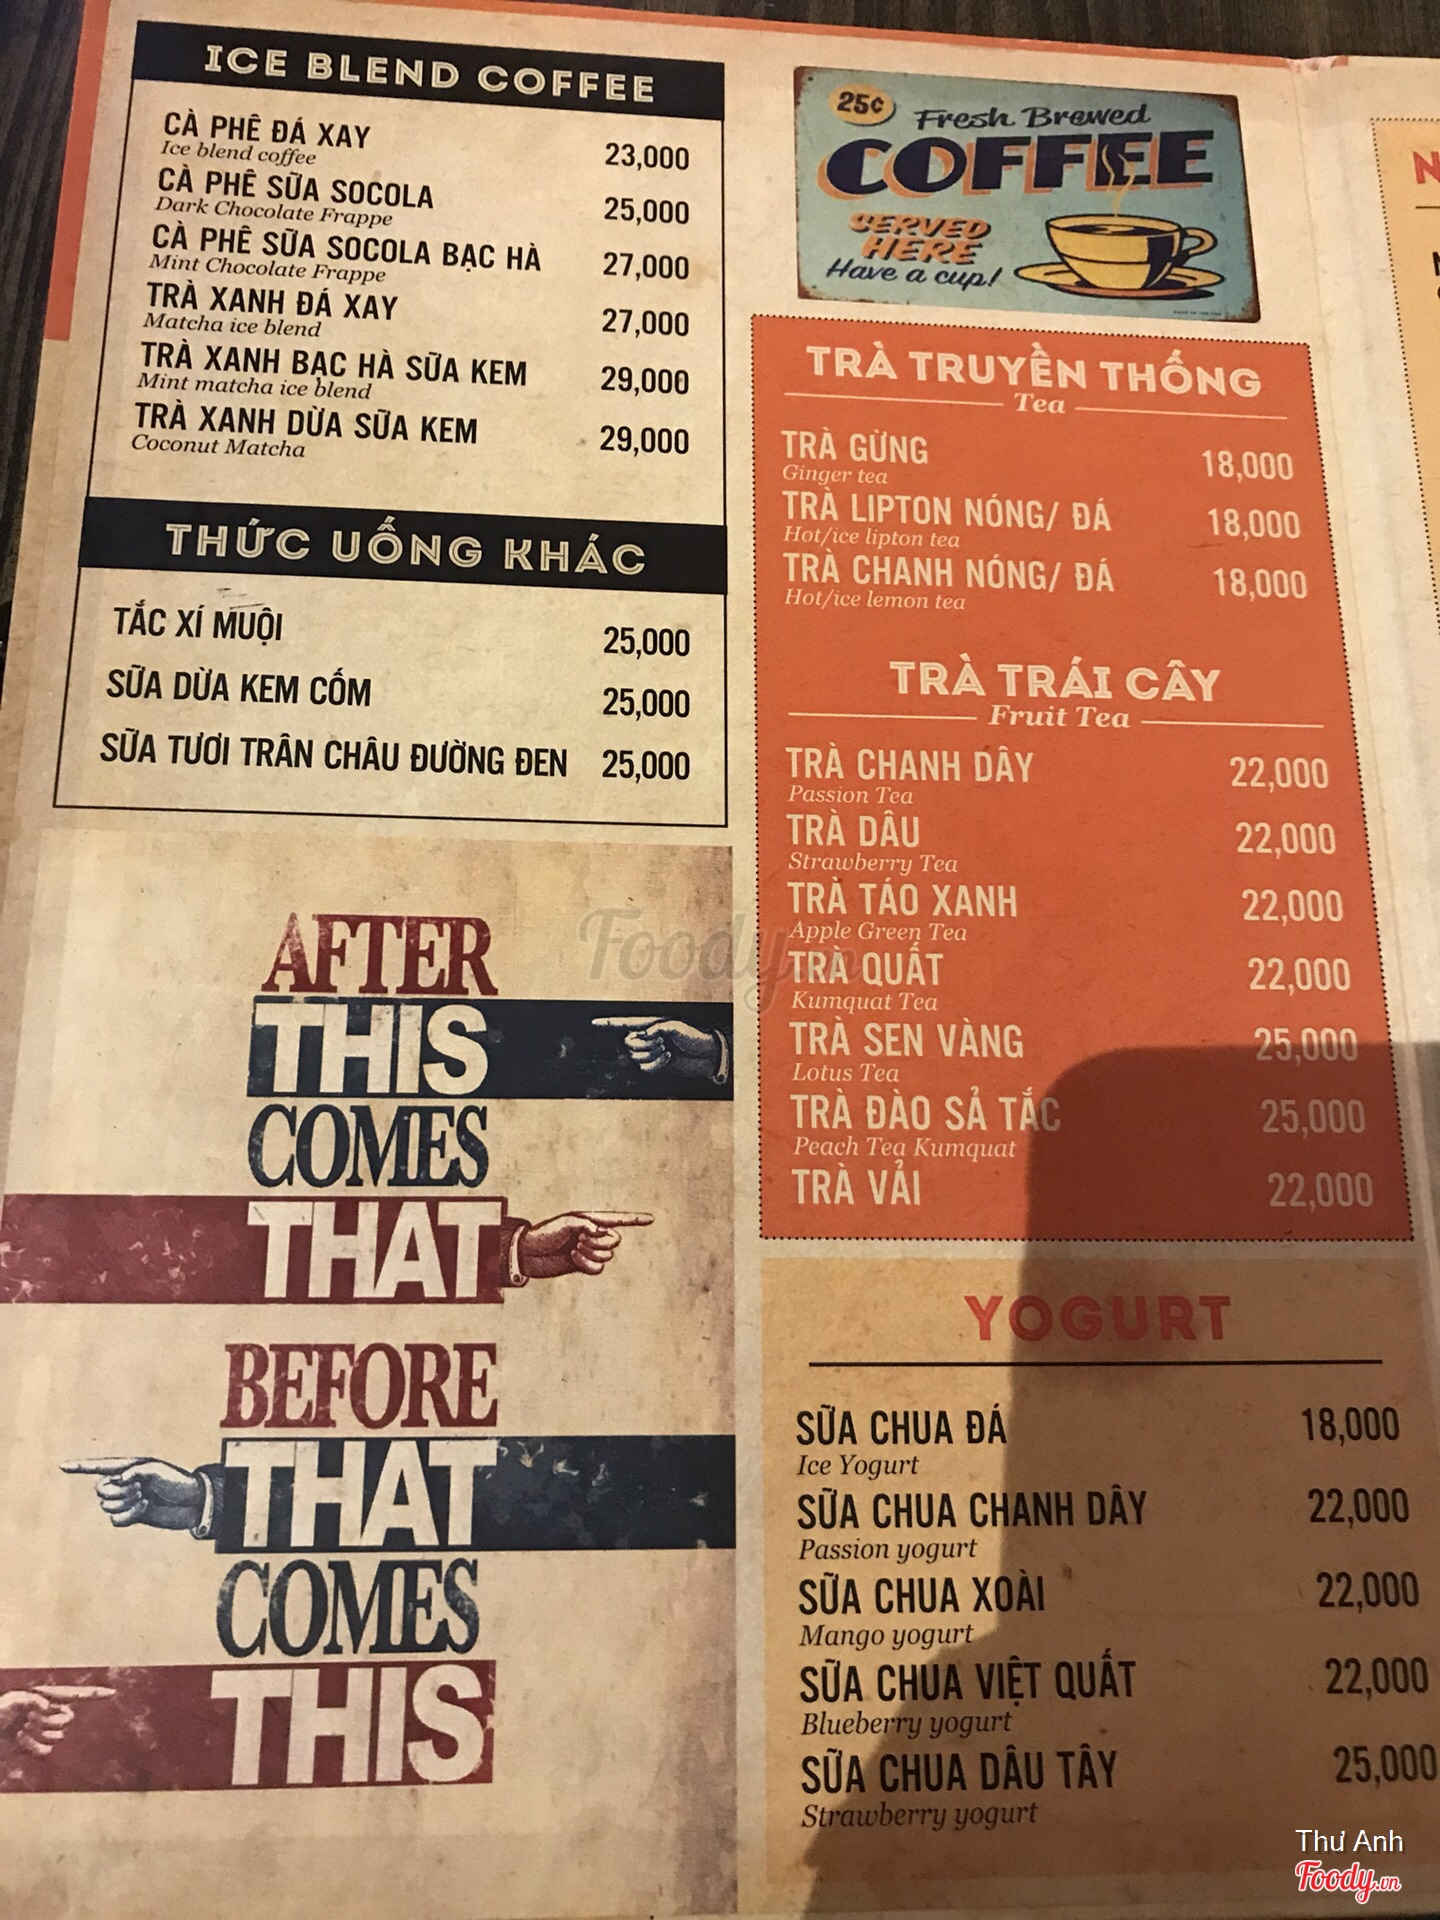 ICE BLEND COFFEE
CÀ PHÊ ĐÁ XAY 23,000
Ice blend coffee
CÀ PHÊ SỮA SOCOLA 25,000
Dark Chocolate Frappe
CÀ PHÊ SỮA SOCOLA BẠC HÀ 27,000
Mint Chocolate Frappe
TRÀ XANH ĐÁ XAY 27,000
Matcha ice blend
TRÀ XANH BẠC HÀ SỮA KEM 29,000
Mint matcha ice blend
TRÀ XANH DỪA SỮA KEM 29,000
Coconut Matcha
THỨC UỐNG KHÁC
TẮC XÍ MUỘI 25,000
SỮA DỪA KEM CỐM 25,000
SỮA TƯƠI TRÂN CHÂU ĐƯỜNG ĐEN 25,000
AFTER
THIS
COMES
THAT
BEFORE
THAT
COMES
THIS
25¢
Fresh Brewed
COFFEE
SERVED
HERE
Have a cup!
TRÀ TRUYỀN THỐNG
Tea
TRÀ GỪNG 18,000
Ginger tea
TRÀ LIPTON NÓNG/ ĐÁ 18,000
Hot/ice lipton tea
TRÀ CHANH NÓNG/ ĐÁ 18,000
Hot/ice lemon tea
TRÀ TRÁI CÂY
Fruit Tea
TRÀ CHANH DÂY 22,000
Passion Tea
TRÀ DÂU 22,000
Strawberry Tea
TRÀ TÁO XANH 22,000
Apple Green Tea
TRÀ QUẤT 22,000
Kumquat Tea
TRÀ SEN VÀNG 25,000
Lotus Tea
TRÀ ĐÀO SẢ TẮC 25,000
Peach Tea Kumquat
TRÀ VẢI 22,000
YOGURT
SỮA CHUA ĐÁ 18,000
Ice Yogurt
SỮA CHUA CHANH DÂY 22,000
Passion yogurt
SỮA CHUA XOÀI 22,000
Mango yogurt
SỮA CHUA VIỆT QUẤT 22,000
Blueberry yogurt
SỮA CHUA DÂU TÂY 25,000
Strawberry yogurt
Foody.vn
Thư Anh
Foody.vn